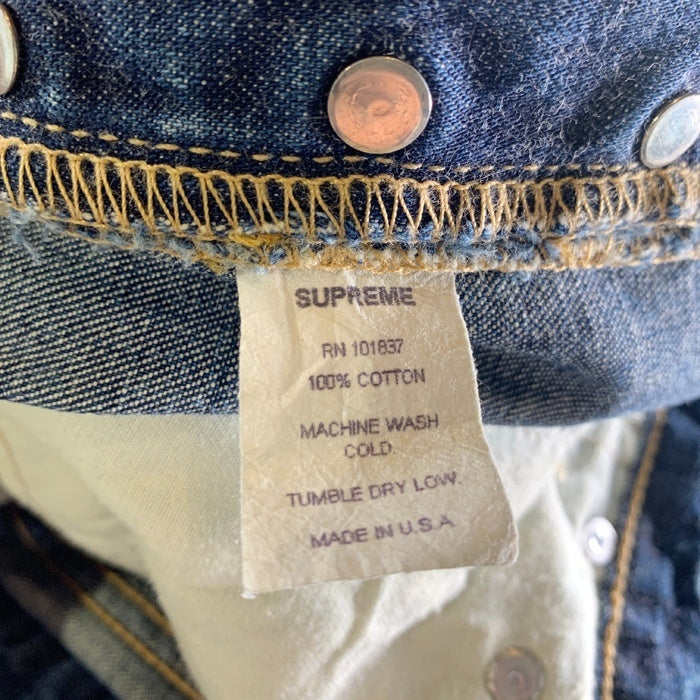 SUPREME
RN 101837
100% COTTON
MACHINE WASH
COLD.
TUMBLE DRY LOW.
MADE IN U.S.A